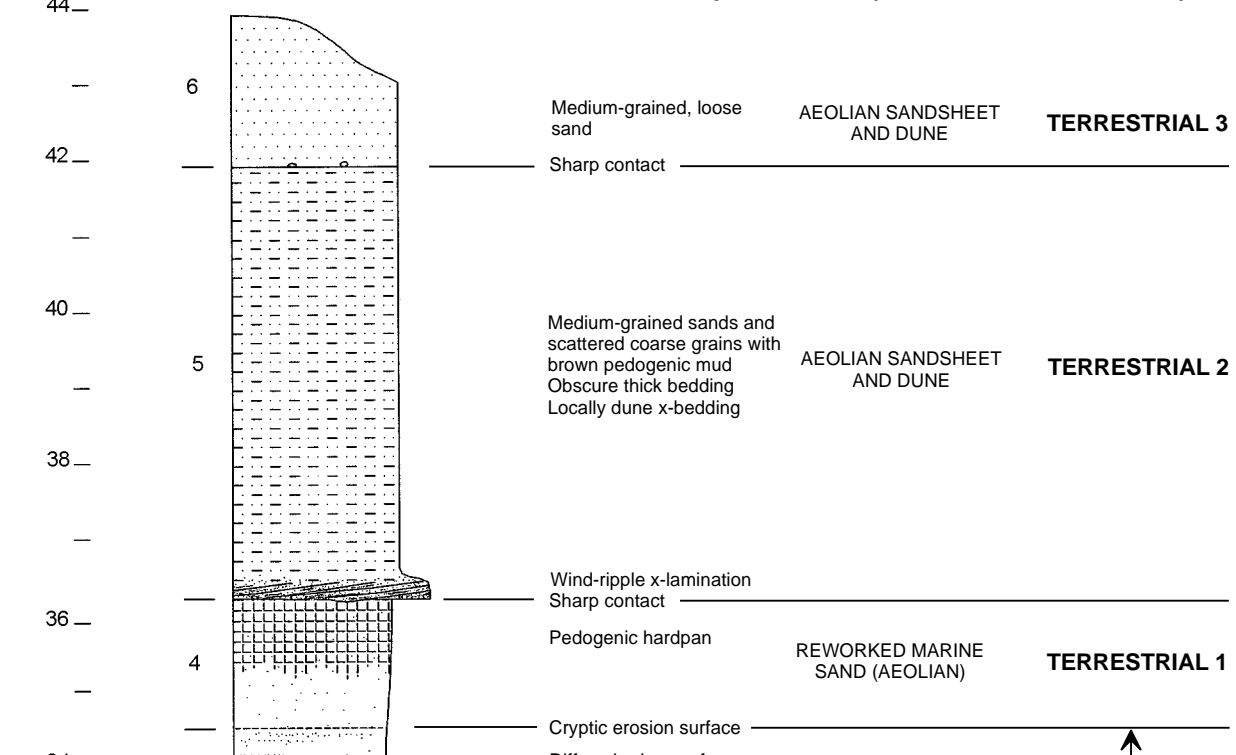 44
6
Medium-grained, loose
sand
AEOLIAN SANDSHEET
AND DUNE
TERRESTRIAL 3
42
Sharp contact
40
5
Medium-grained sands and
scattered coarse grains with
brown pedogenic mud
Obscure thick bedding
Locally dune x-bedding
AEOLIAN SANDSHEET
AND DUNE
TERRESTRIAL 2
38
Wind-ripple x-lamination
Sharp contact
36
Pedogenic hardpan
4
REWORKED MARINE
SAND (AEOLIAN)
TERRESTRIAL 1
Cryptic erosion surface